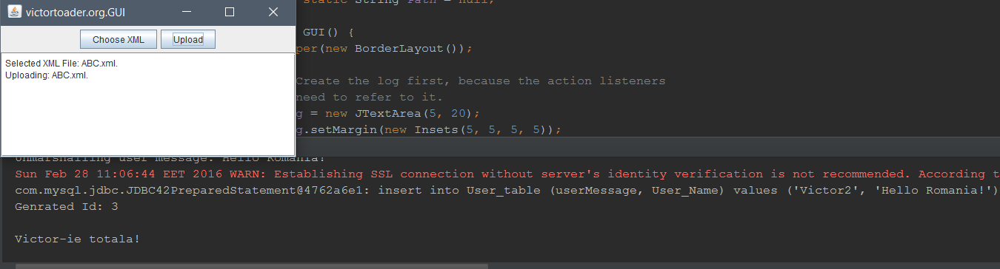 victortoader.org.GUI
Choose XML
Upload
Selected XML File: ABC.xml.
Uploading: ABC.xml.
static String Path = null;
GUI() {
per(new BorderLayout());
Create the log first, because the action listeners
need to refer to it.
g = new JTextArea(5, 20);
g.setMargin(new Insets(5, 5, 5, 5));
Unmarshalling user message: Hello Romania!
Sun Feb 28 11:06:44 EET 2016 WARN: Establishing SSL connection without server's identity verification is not recommended. According t
com.mysql.jdbc.JDBC42PreparedStatement@4762a6e1: insert into User_table (userMessage, User_Name) values ('Victor2', 'Hello Romania!')
Genrated Id: 3
Victor-ie totala!